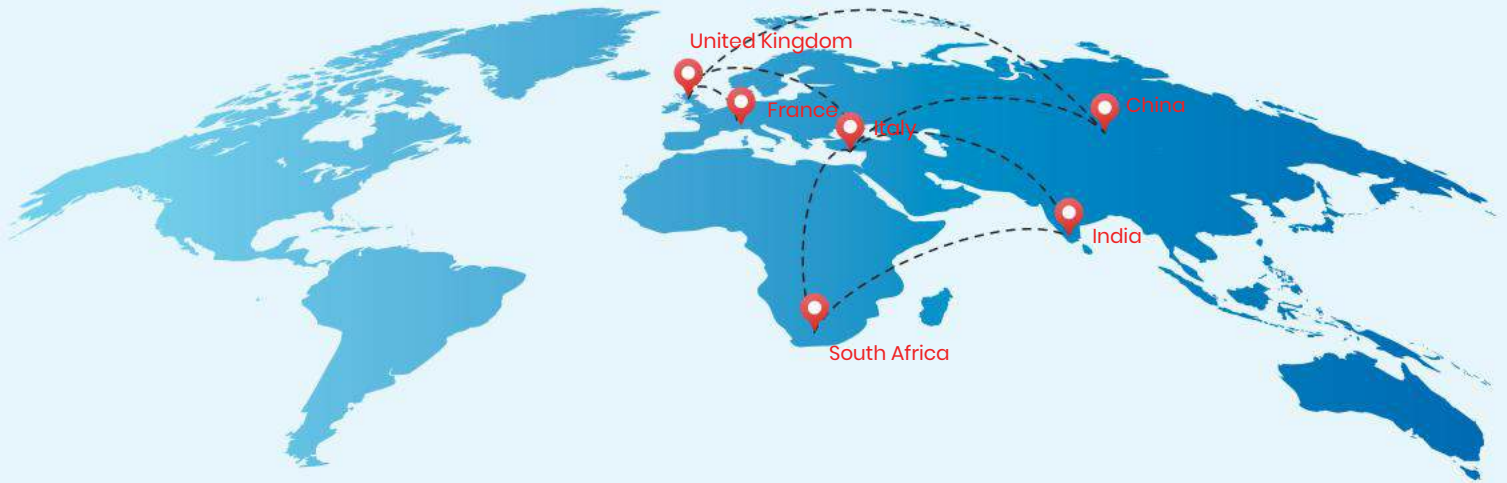 United Kingdom
France
Italy
China
India
South Africa